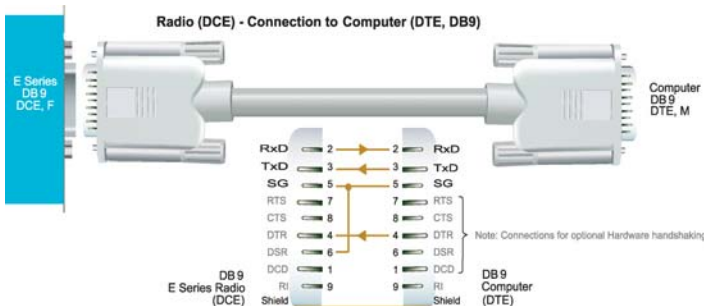 Radio (DCE) - Connection to Computer (DTE, DB9)
E Series
DB 9
DCE, F
Computer
DB 9
DTE, M
RxD 2 2 RxD
TxD 3 3 TxD
SG 5 5 SG
RTS 7 7 RTS
CTS 8 8 CTS
DTR 4 4 DTR
DSR 6 6 DSR
DCD 1 1 DCD
RI 9 9 RI
Shield Shield
Note: Connections for optional Hardware handshaking
DB 9
E Series Radio
(DCE)
DB 9
Computer
(DTE)